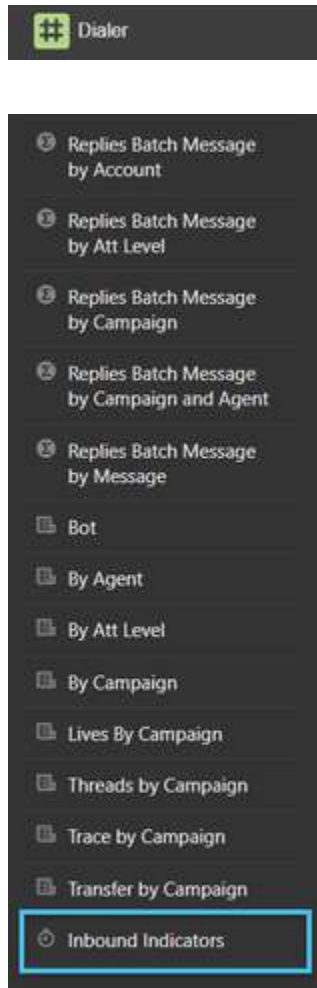 Dialer
Replies Batch Message
by Account
Replies Batch Message
by Att Level
Replies Batch Message
by Campaign
Replies Batch Message
by Campaign and Agent
Replies Batch Message
by Message
Bot
By Agent
By Att Level
By Campaign
Lives By Campaign
Threads by Campaign
Trace by Campaign
Transfer by Campaign
Inbound Indicators